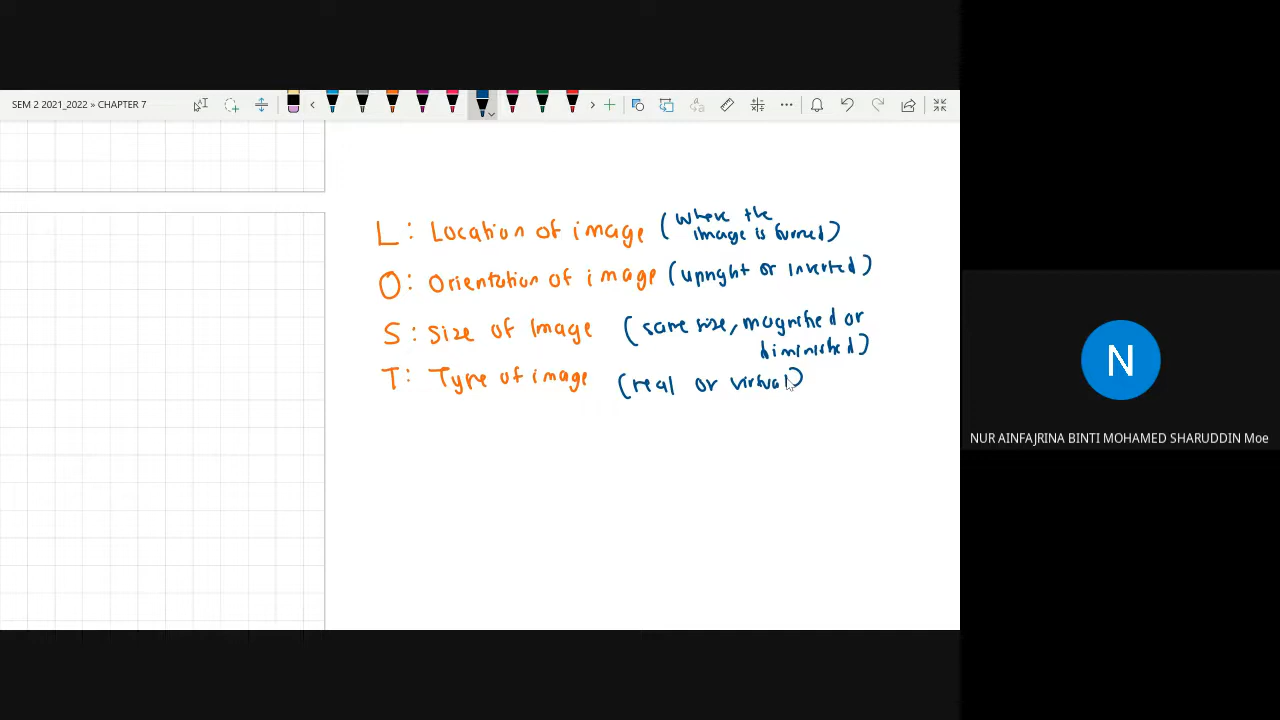 SEM 2 2021_2022 » CHAPTER 7
L: Location of image (where the
image is formed)
O: Orientation of image (upright or inverted)
S: Size of Image (same size, magnified or
diminished)
T: Type of image (real or virtual)
N
NUR AINFAJRINA BINTI MOHAMED SHARUDDIN Moe